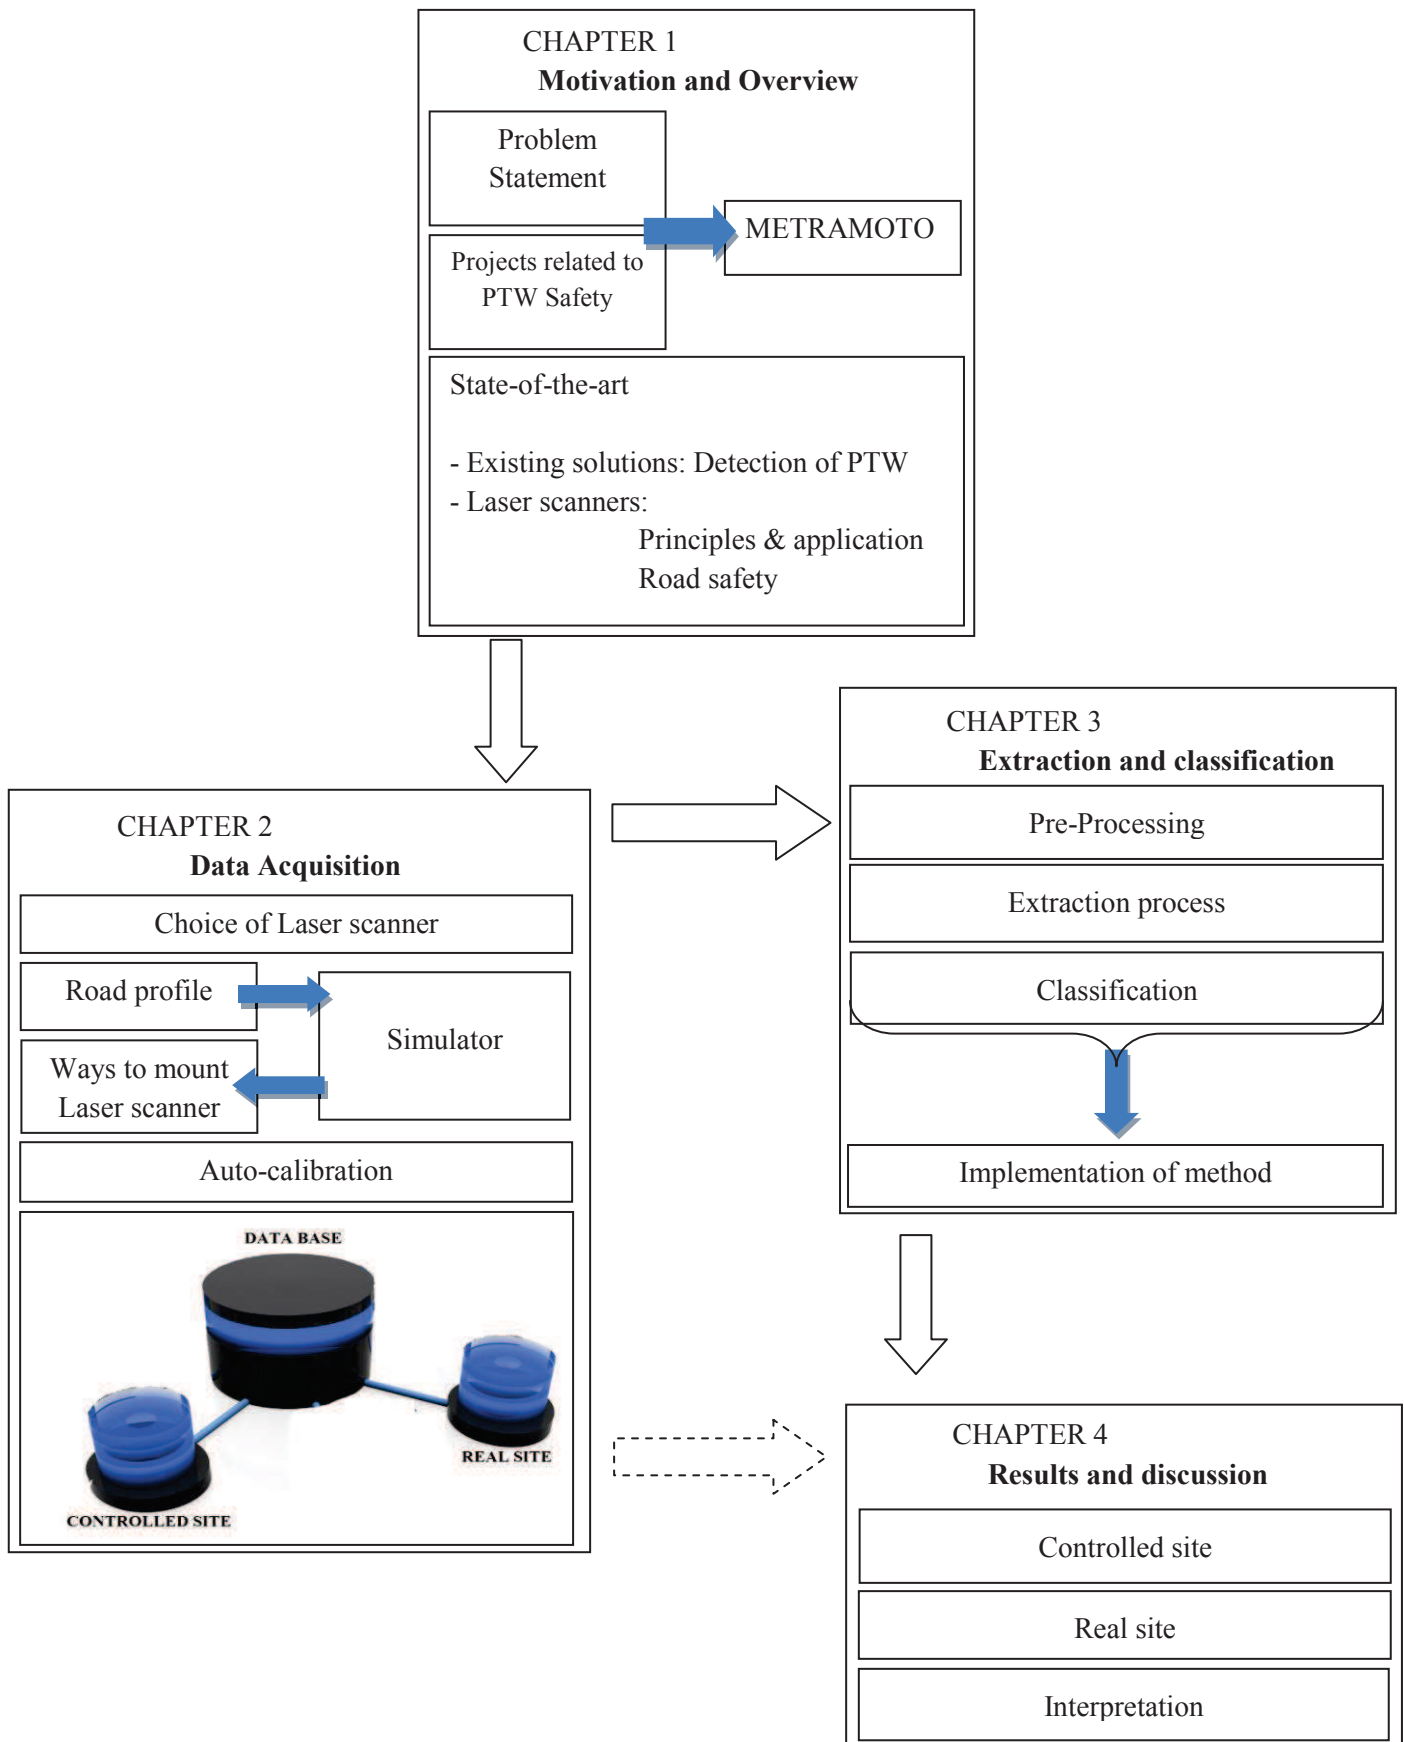 CHAPTER 1
Motivation and Overview
Problem
Statement
METRAMOTO
Projects related to
PTW Safety
State-of-the-art
- Existing solutions: Detection of PTW
- Laser scanners:
Principles & application
Road safety
CHAPTER 2
Data Acquisition
Choice of Laser scanner
Road profile
Simulator
Ways to mount
Laser scanner
Auto-calibration
DATA BASE
REAL SITE
CONTROLLED SITE
CHAPTER 3
Extraction and classification
Pre-Processing
Extraction process
Classification
Implementation of method
CHAPTER 4
Results and discussion
Controlled site
Real site
Interpretation